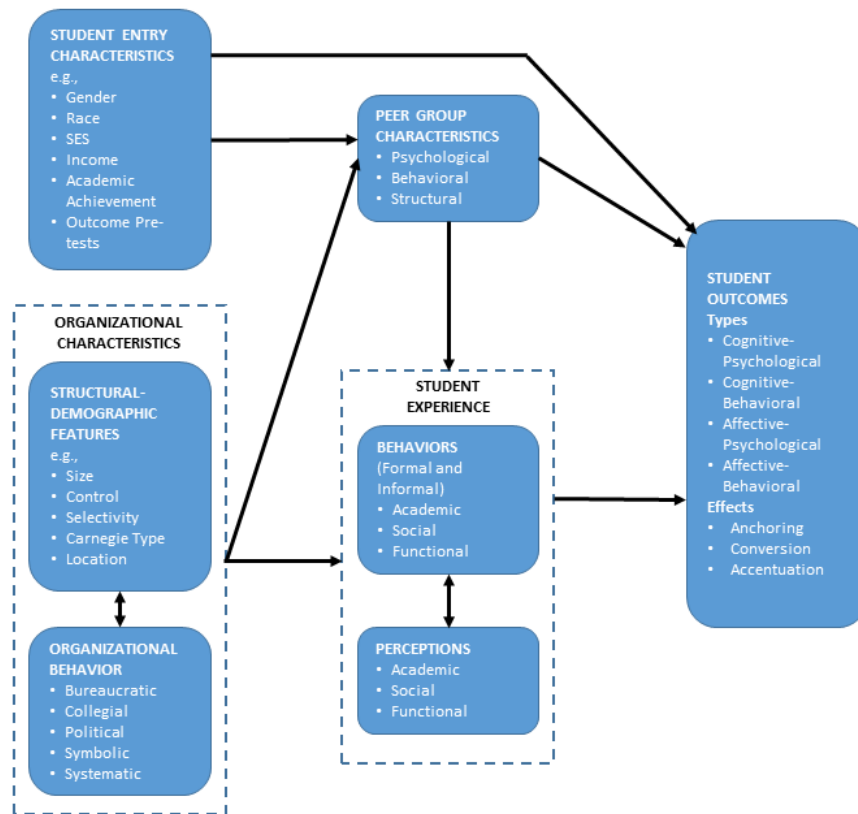 STUDENT ENTRY
CHARACTERISTICS
e.g.,
• Gender
• Race
• SES
• Income
• Academic
Achievement
• Outcome Pre-
tests
PEER GROUP
CHARACTERISTICS
• Psychological
• Behavioral
• Structural
ORGANIZATIONAL
CHARACTERISTICS
STRUCTURAL-
DEMOGRAPHIC
FEATURES
e.g.,
• Size
• Control
• Selectivity
• Carnegie Type
• Location
ORGANIZATIONAL
BEHAVIOR
• Bureaucratic
• Collegial
• Political
• Symbolic
• Systematic
STUDENT
EXPERIENCE
BEHAVIORS
(Formal and
Informal)
• Academic
• Social
• Functional
PERCEPTIONS
• Academic
• Social
• Functional
STUDENT
OUTCOMES
Types
• Cognitive-
Psychological
• Cognitive-
Behavioral
• Affective-
Psychological
• Affective-
Behavioral
Effects
• Anchoring
• Conversion
• Accentuation